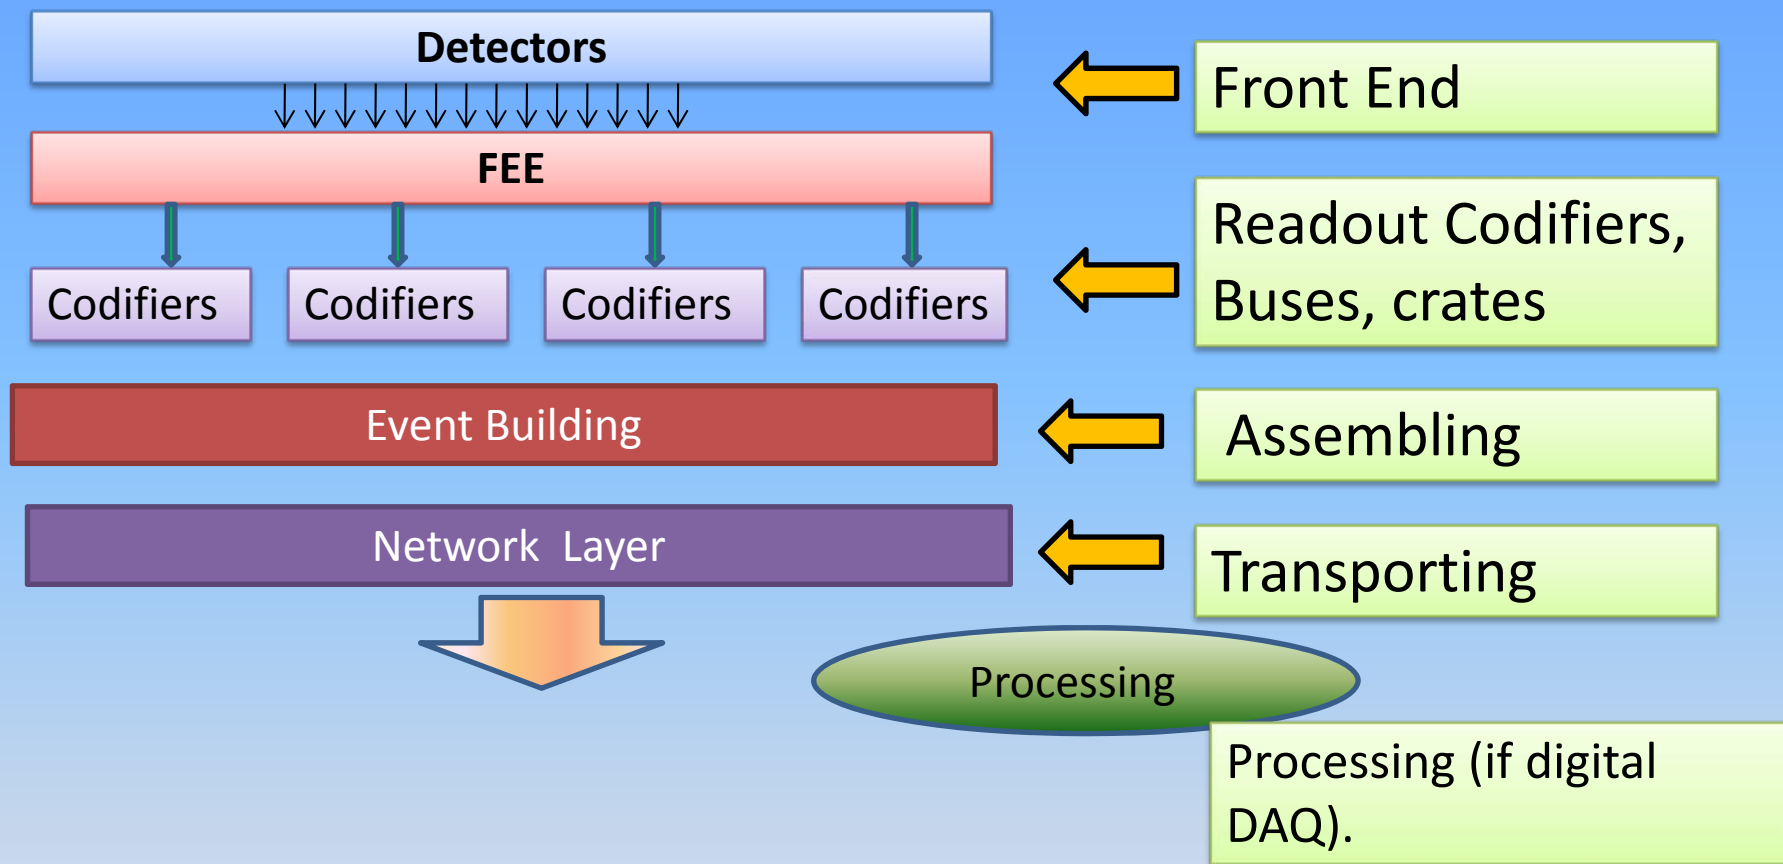 Detectors
Front End
FEE
Readout Codifiers,
Buses, crates
Codifiers
Codifiers
Codifiers
Codifiers
Event Building
Assembling
Network Layer
Transporting
Processing
Processing (if digital
DAQ).